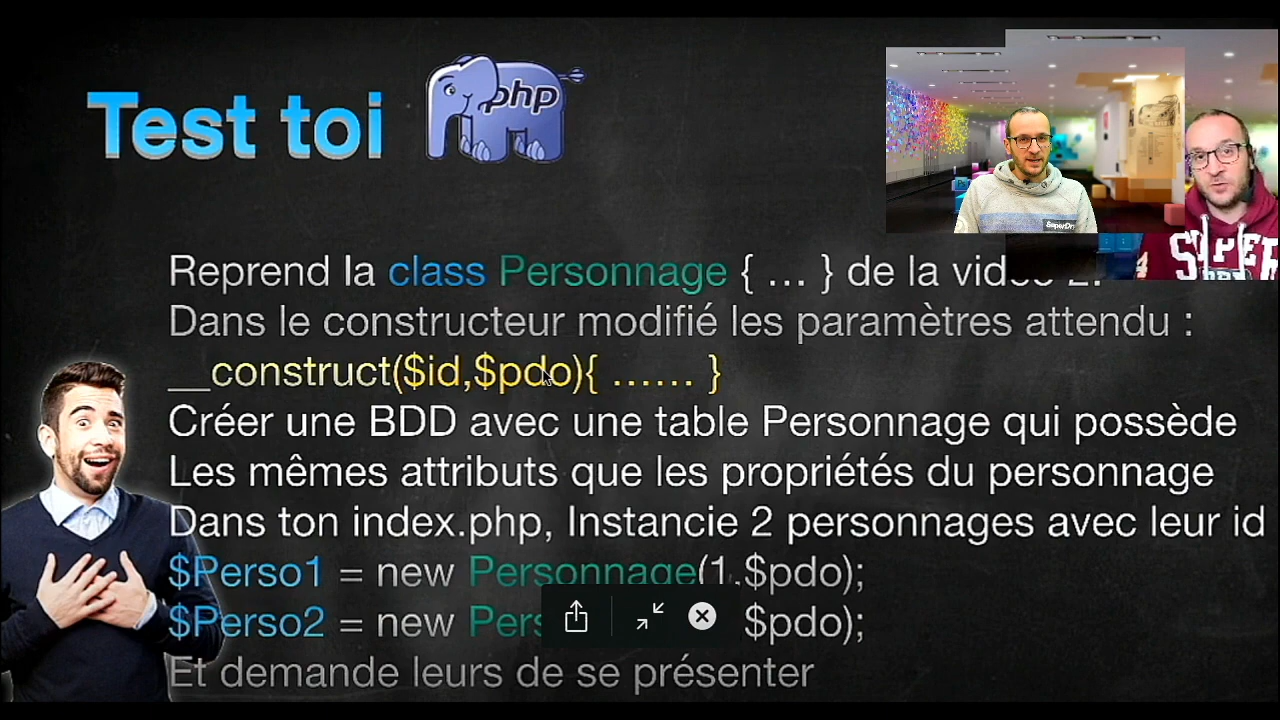 Test toi
php
Reprend la class Personnage { ... } de la vidéo 2.
Dans le constructeur modifié les paramètres attendu :
__construct($id,$pdo){ ...... }
Créer une BDD avec une table Personnage qui possède
Les mêmes attributs que les propriétés du personnage
Dans ton index.php, Instancie 2 personnages avec leur id
$Perso1 = new Personnage(1,$pdo);
$Perso2 = new $pdo);
Et demande leurs de se présenter